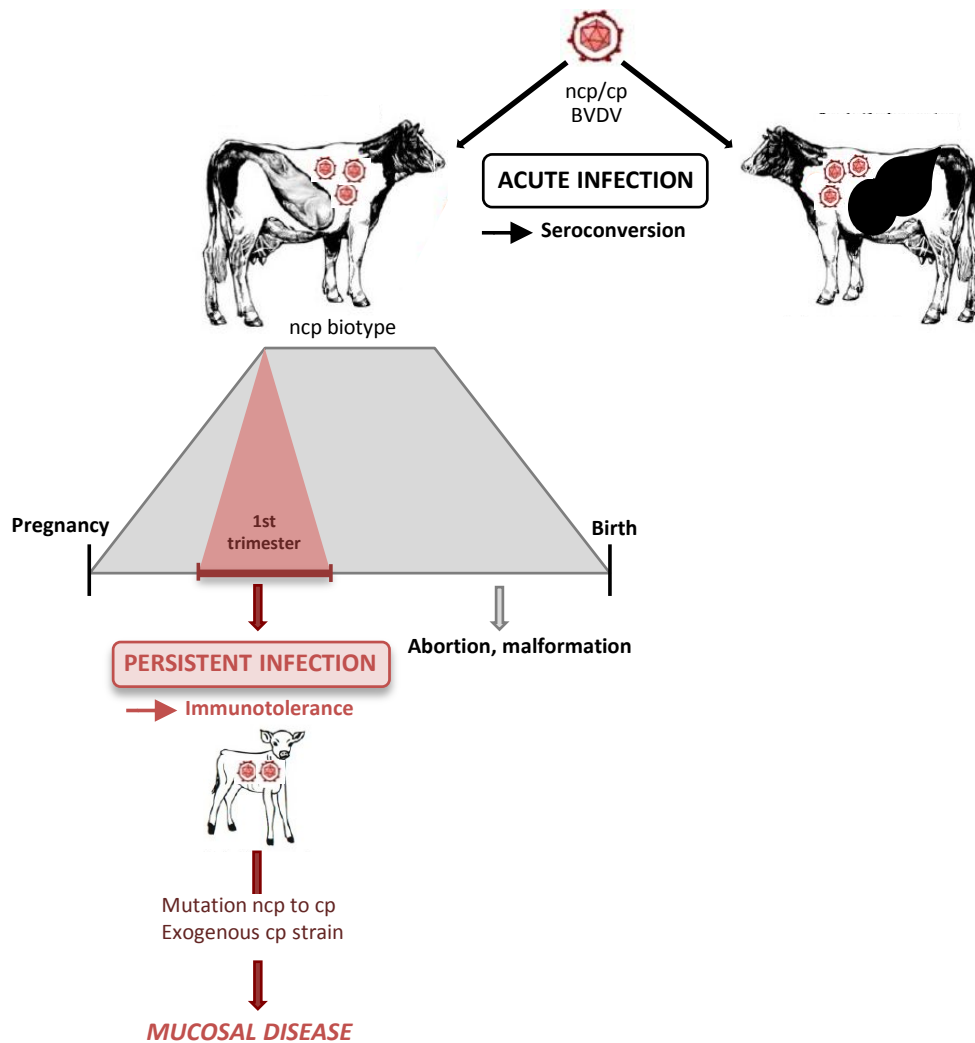 ncp/cp
BVDV
ACUTE INFECTION
Seroconversion
ncp biotype
Pregnancy
1st
trimester
Birth
PERSISTENT INFECTION
Abortion, malformation
Immunotolerance
Mutation ncp to cp
Exogenous cp strain
MUCOSAL DISEASE